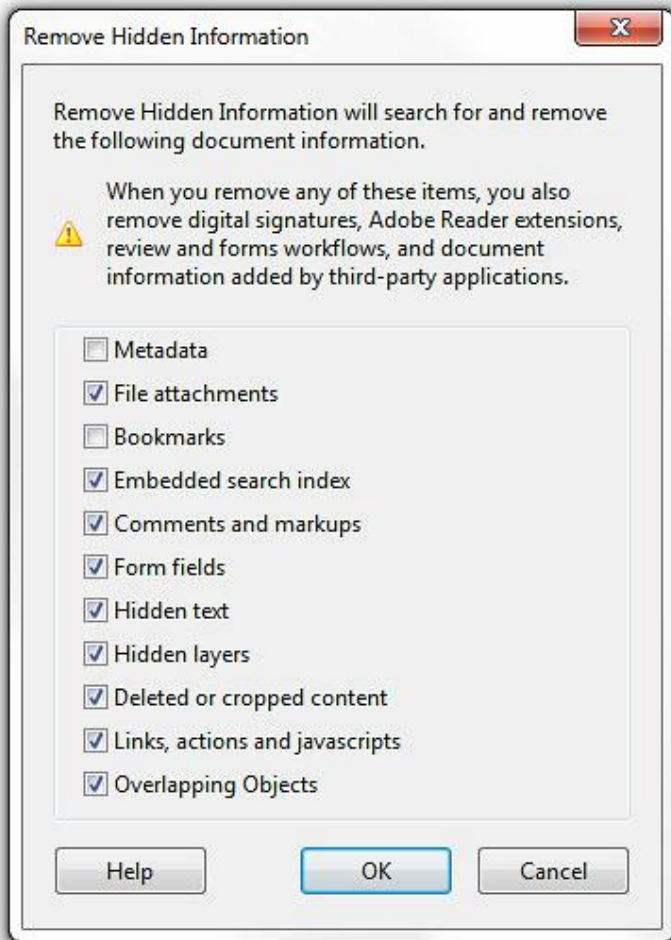 Remove Hidden Information
Remove Hidden Information will search for and remove
the following document information.
When you remove any of these items, you also
remove digital signatures, Adobe Reader extensions,
review and forms workflows, and document
information added by third-party applications.
Metadata
File attachments
Bookmarks
Embedded search index
Comments and markups
Form fields
Hidden text
Hidden layers
Deleted or cropped content
Links, actions and javascripts
Overlapping Objects
Help
OK
Cancel